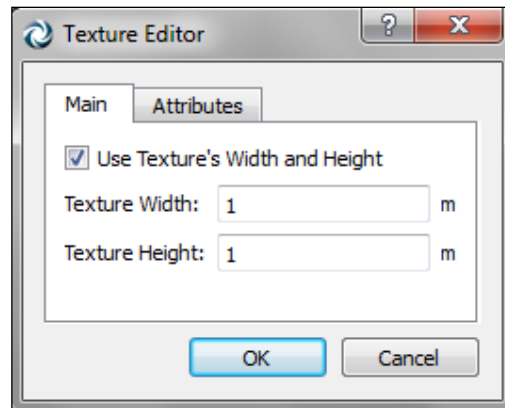 Texture Editor
?
X
Main Attributes
Use Texture's Width and Height
Texture Width: 1 m
Texture Height: 1 m
OK Cancel